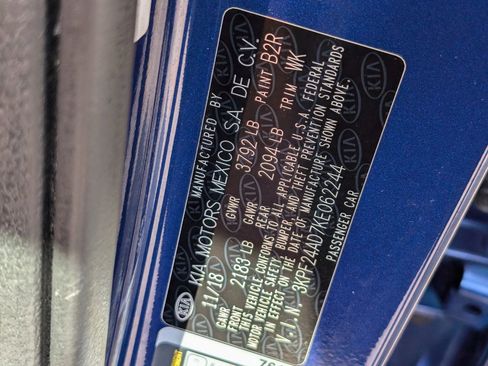 MANUFACTURED BY
KIA KIA MOTORS MEXICO S.A. DE C.V.
11/18 GVWR 3792 LB PAINT B2R
GAWR FRONT 2183 LB GAWR REAR 2094 LB TRIM WK
THIS VEHICLE CONFORMS TO ALL APPLICABLE U.S.A. FEDERAL
MOTOR VEHICLE SAFETY, BUMPER, AND THEFT PREVENTION STANDARDS
IN EFFECT ON THE DATE OF MANUFACTURE SHOWN ABOVE.
V.I.N 3KPF24AD7KE062244
PASSENGER CAR